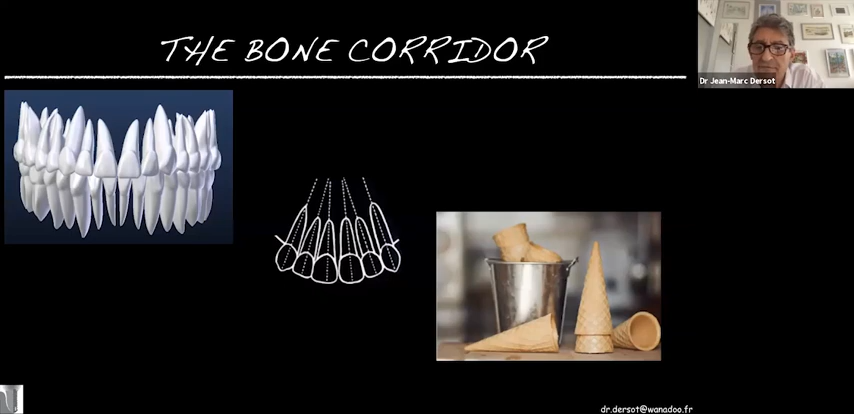 THE BONE CORRIDOR
Dr Jean-Marc Dersot
dr.dersot@wanadoo.fr